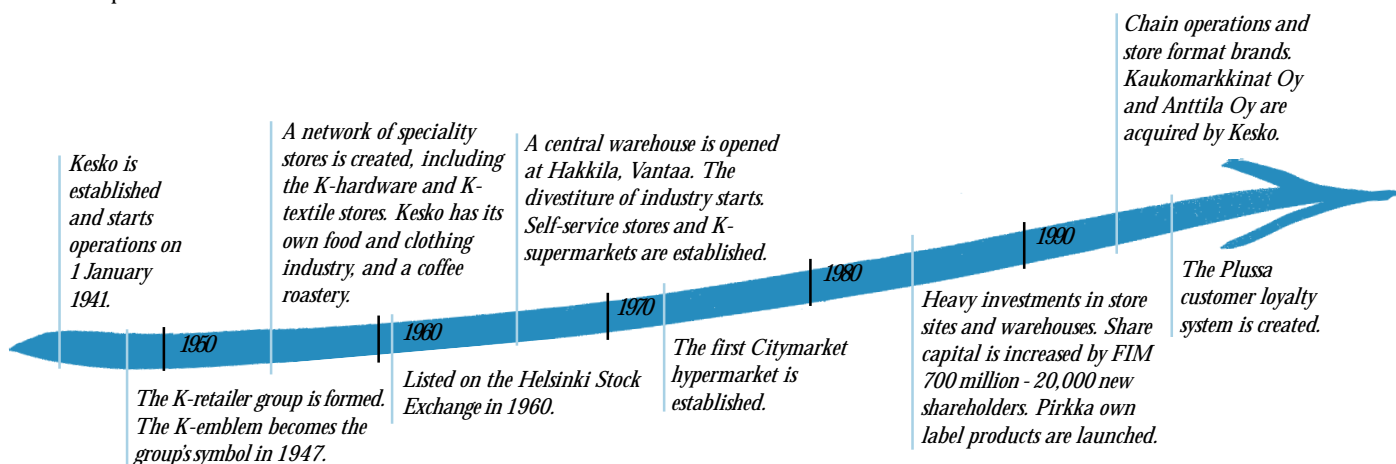 Kesko is
established
and starts
operations on
1 January
1941.
The K-retailer group is formed.
The K-emblem becomes the
group's symbol in 1947.
1950
A network of speciality
stores is created, including
the K-hardware and K-
textile stores. Kesko has its
own food and clothing
industry, and a coffee
roastery.
1960
Listed on the Helsinki Stock
Exchange in 1960.
A central warehouse is opened
at Hakkila, Vantaa. The
divestiture of industry starts.
Self-service stores and K-
supermarkets are established.
1970
The first Citymarket
hypermarket is
established.
1980
Heavy investments in store
sites and warehouses. Share
capital is increased by FIM
700 million - 20,000 new
shareholders. Pirkka own
label products are launched.
1990
Chain operations and
store format brands.
Kaukomarkkinat Oy
and Anttila Oy are
acquired by Kesko.
The Plussa
customer loyalty
system is created.